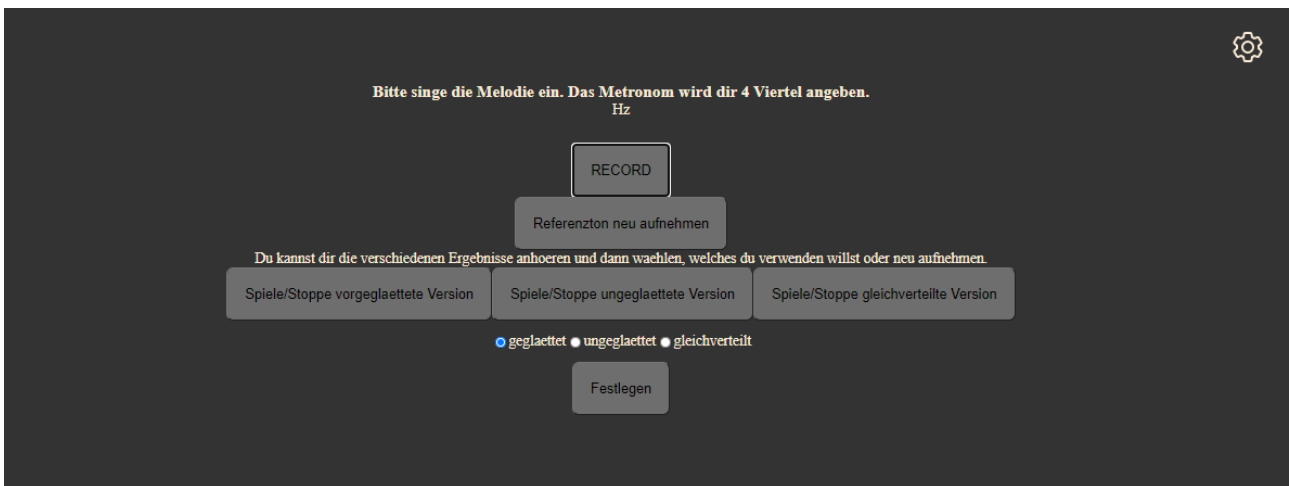 Bitte singe die Melodie ein. Das Metronom wird dir 4 Viertel angeben.
Hz
RECORD
Referenzton neu aufnehmen
Du kannst dir die verschiedenen Ergebnisse anhoeren und dann waehlen, welches du verwenden willst oder neu aufnehmen.
Spiele/Stoppe vorgeglaettete Version Spiele/Stoppe ungeglaettete Version Spiele/Stoppe gleichverteilte Version
geglaettet ungeglaettet gleichverteilt
Festlegen